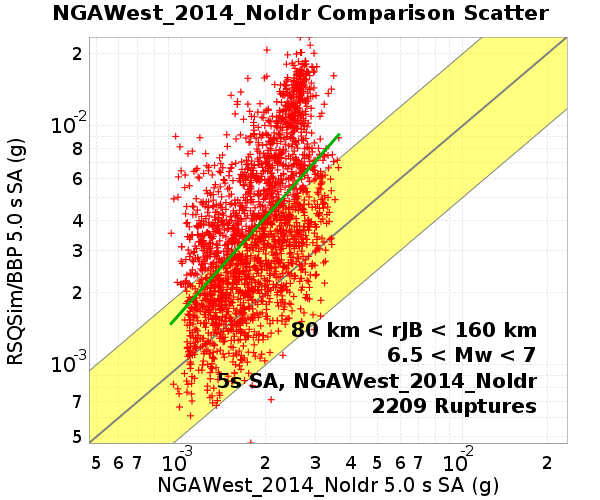 NGAWest_2014_NoIdr Comparison Scatter
RSQSim/BBP 5.0 s SA (g)
2
10-2
8
6
4
3
2
10-3
7
5
80 km < rJB < 160 km
6.5 < Mw < 7
5s SA, NGAWest_2014_NoIdr
2209 Ruptures
5 6 7 10-3 2 3 4 5 6 7 10-2 2
NGAWest_2014_NoIdr 5.0 s SA (g)